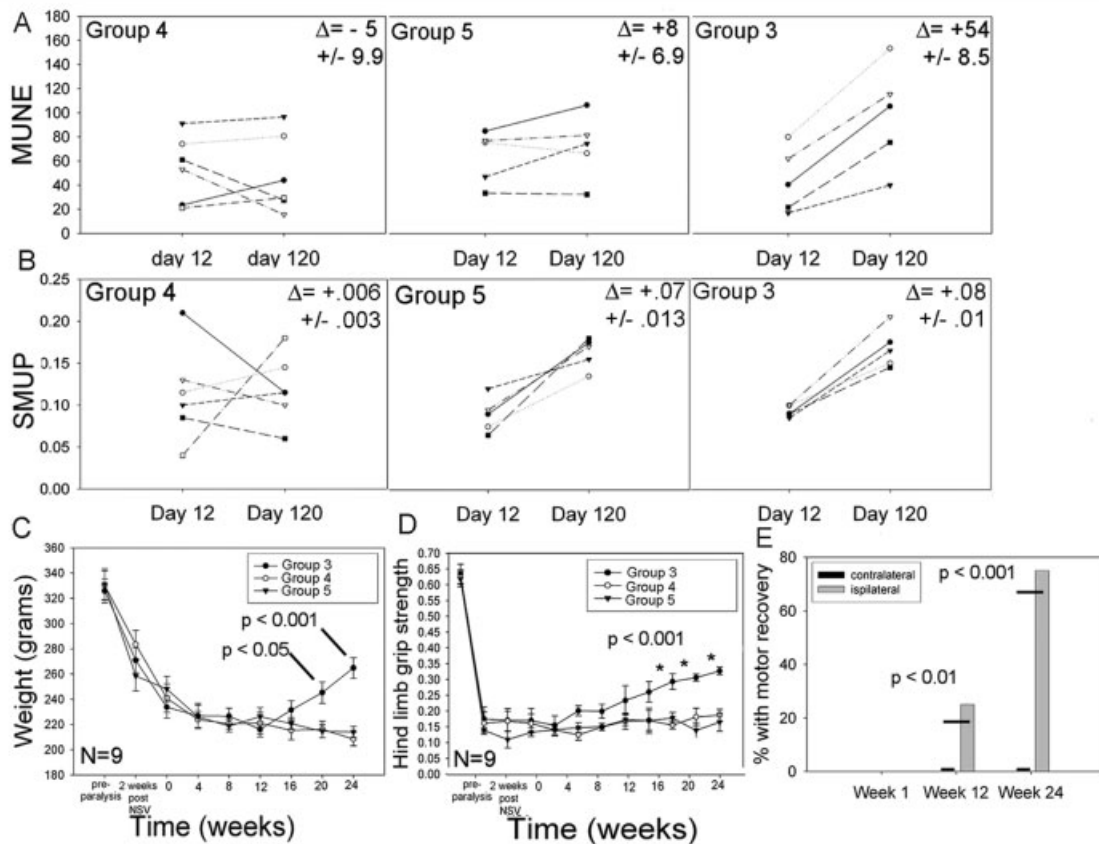 A
Group 4
Δ= - 5
+/- 9.9
Group 5
Δ= +8
+/- 6.9
Group 3
Δ= +54
+/- 8.5
MUNE
180
160
140
120
100
80
60
40
20
0
day 12
day 120
Day 12
Day 120
Day 12
Day 120
B
Group 4
Δ= +.006
+/- .003
Group 5
Δ= +.07
+/- .013
Group 3
Δ= +.08
+/- .01
SMUP
0.25
0.20
0.15
0.10
0.05
0.00
Day 12
Day 120
Day 12
Day 120
Day 12
Day 120
C
Weight (grams)
360
340
320
300
280
260
240
220
200
180
Group 3
Group 4
Group 5
p < 0.001
p < 0.05
N=9
pre-
paralysis
2 weeks
post
NSV
0 4 8 12 16 20 24
Time (weeks)
D
Hind limb grip strength
0.70
0.65
0.60
0.55
0.50
0.45
0.40
0.35
0.30
0.25
0.20
0.15
0.10
0.05
0.00
Group 3
Group 4
Group 5
p < 0.001
* * *
N=9
pre-
paralysis
2 weeks
post
NSV
0 4 8 12 16 20 24
Time (weeks)
E
% with motor recovery
80
60
40
20
0
contralateral
ispilateral
p < 0.001
p < 0.01
Week 1 Week 12 Week 24